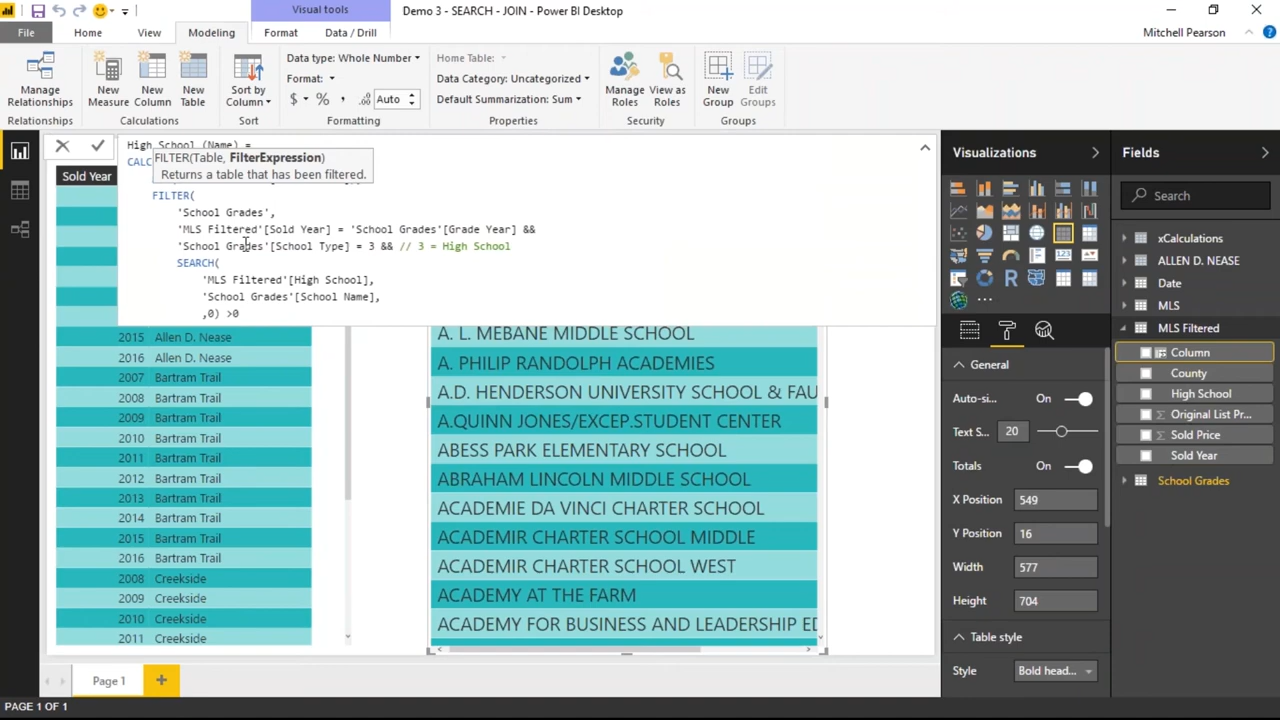 Visual tools
Demo 3 - SEARCH - JOIN - Power BI Desktop
File
Home
View
Modeling
Format
Data / Drill
Mitchell Pearson
Manage
Relationships
Relationships
New
Measure
New
Column
New
Table
Calculations
Sort by
Column
Sort
Data type: Whole Number
Format:
$ % , .00 Auto
Formatting
Home Table:
Data Category: Uncategorized
Default Summarization: Sum
Properties
Manage
Roles
View as
Roles
Security
New
Group
Edit
Groups
Groups
High School (Name) =
CALC
FILTER(Table, FilterExpression)
Returns a table that has been filtered.
FILTER(
'School Grades',
'MLS Filtered'[Sold Year] = 'School Grades'[Grade Year] &&
'School Grades'[School Type] = 3 && // 3 = High School
SEARCH(
'MLS Filtered'[High School],
'School Grades'[School Name],
,0) >0
Sold Year
2015 Allen D. Nease
2016 Allen D. Nease
2007 Bartram Trail
2008 Bartram Trail
2009 Bartram Trail
2010 Bartram Trail
2011 Bartram Trail
2012 Bartram Trail
2013 Bartram Trail
2014 Bartram Trail
2015 Bartram Trail
2016 Bartram Trail
2008 Creekside
2009 Creekside
2010 Creekside
2011 Creekside
A. L. MEBANE MIDDLE SCHOOL
A. PHILIP RANDOLPH ACADEMIES
A.D. HENDERSON UNIVERSITY SCHOOL & FAU
A.QUINN JONES/EXCEP.STUDENT CENTER
ABESS PARK ELEMENTARY SCHOOL
ABRAHAM LINCOLN MIDDLE SCHOOL
ACADEMIE DA VINCI CHARTER SCHOOL
ACADEMIR CHARTER SCHOOL MIDDLE
ACADEMIR CHARTER SCHOOL WEST
ACADEMY AT THE FARM
ACADEMY FOR BUSINESS AND LEADERSHIP ED
Visualizations
General
Auto-si... On
Text S... 20
Totals On
X Position 549
Y Position 16
Width 577
Height 704
Table style
Style Bold head...
Fields
Search
xCalculations
ALLEN D. NEASE
Date
MLS
MLS Filtered
Column
County
High School
Original List Pr...
Sold Price
Sold Year
School Grades
Page 1
PAGE 1 OF 1